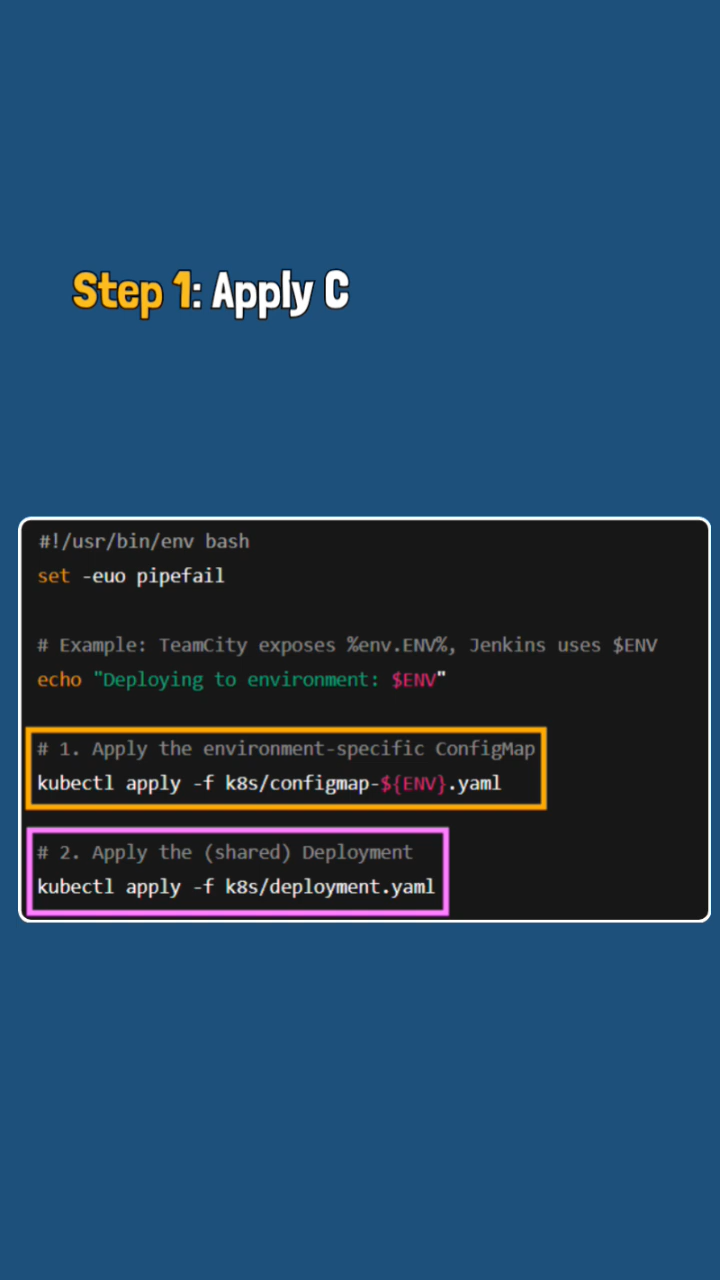 Step 1: Apply C
#!/usr/bin/env bash
set -euo pipefail
# Example: TeamCity exposes %env.ENV%, Jenkins uses $ENV
echo "Deploying to environment: $ENV"
# 1. Apply the environment-specific ConfigMap
kubectl apply -f k8s/configmap-${ENV}.yaml
# 2. Apply the (shared) Deployment
kubectl apply -f k8s/deployment.yaml